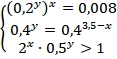 (0,2^y)^x = 0,008
0,4^y = 0,4^{3,5−x}
2^x ∙ 0,5^y > 1